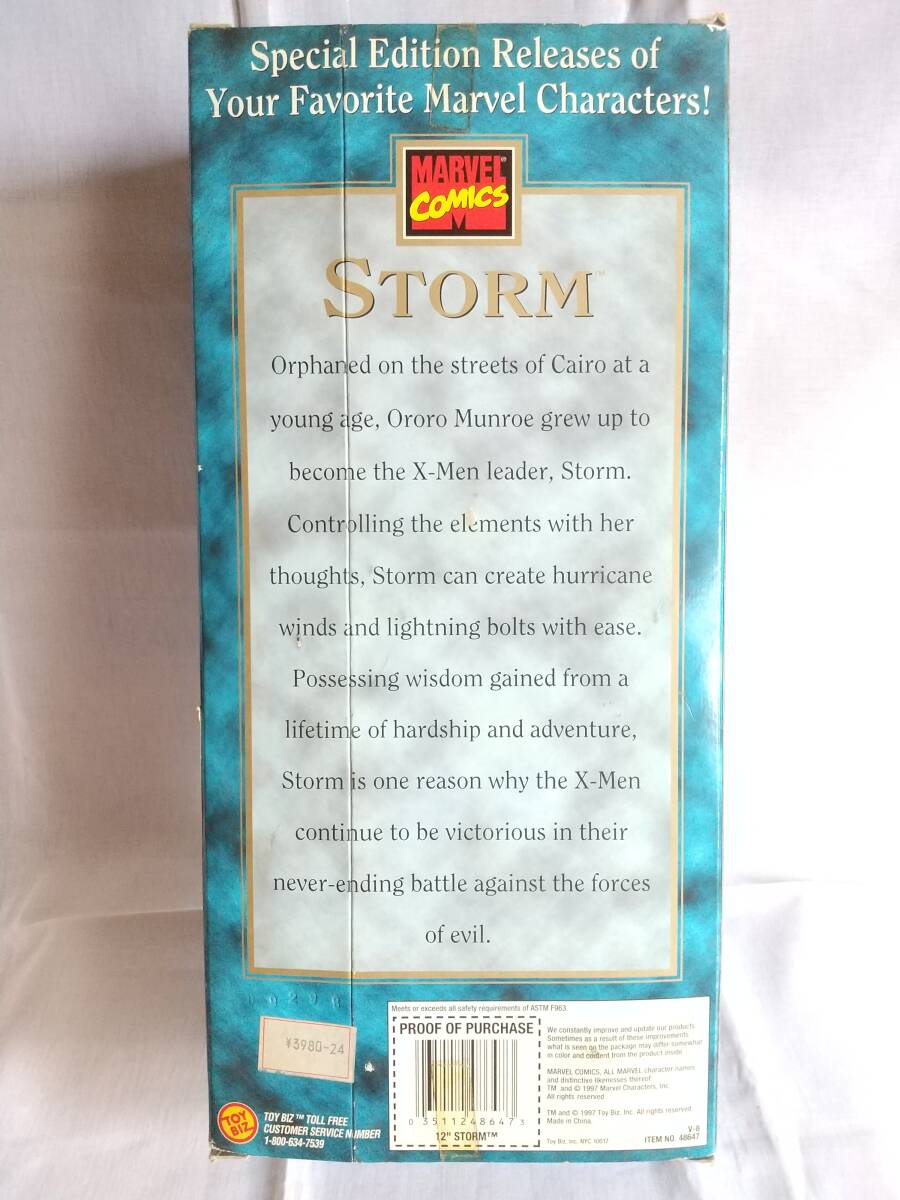 Special Edition Releases of
Your Favorite Marvel Characters!
MARVEL®
COMICS
STORM™
Orphaned on the streets of Cairo at a
young age, Ororo Munroe grew up to
become the X-Men leader, Storm.
Controlling the elements with her
thoughts, Storm can create hurricane
winds and lightning bolts with ease.
Possessing wisdom gained from a
lifetime of hardship and adventure,
Storm is one reason why the X-Men
continue to be victorious in their
never-ending battle against the forces
of evil.
¥3980-24
TOY BIZ
TOY BIZ™ TOLL FREE
CUSTOMER SERVICE NUMBER
1-800-634-7539
Meets or exceeds all safety requirements of ASTM F963.
PROOF OF PURCHASE
0 35112 48647 3
12" STORM™
We constantly improve and update our products.
Sometimes as a result of these improvements
what is seen on the package may differ somewhat
in color and content from the product inside.
MARVEL COMICS, ALL MARVEL character names
and distinctive likenesses thereof:
TM and © 1997 Marvel Characters, Inc.
All rights reserved
TM and © 1997 Toy Biz, Inc. All rights reserved.
Made in China.
Toy Biz, Inc. NYC 10017
V-6
ITEM NO. 48647